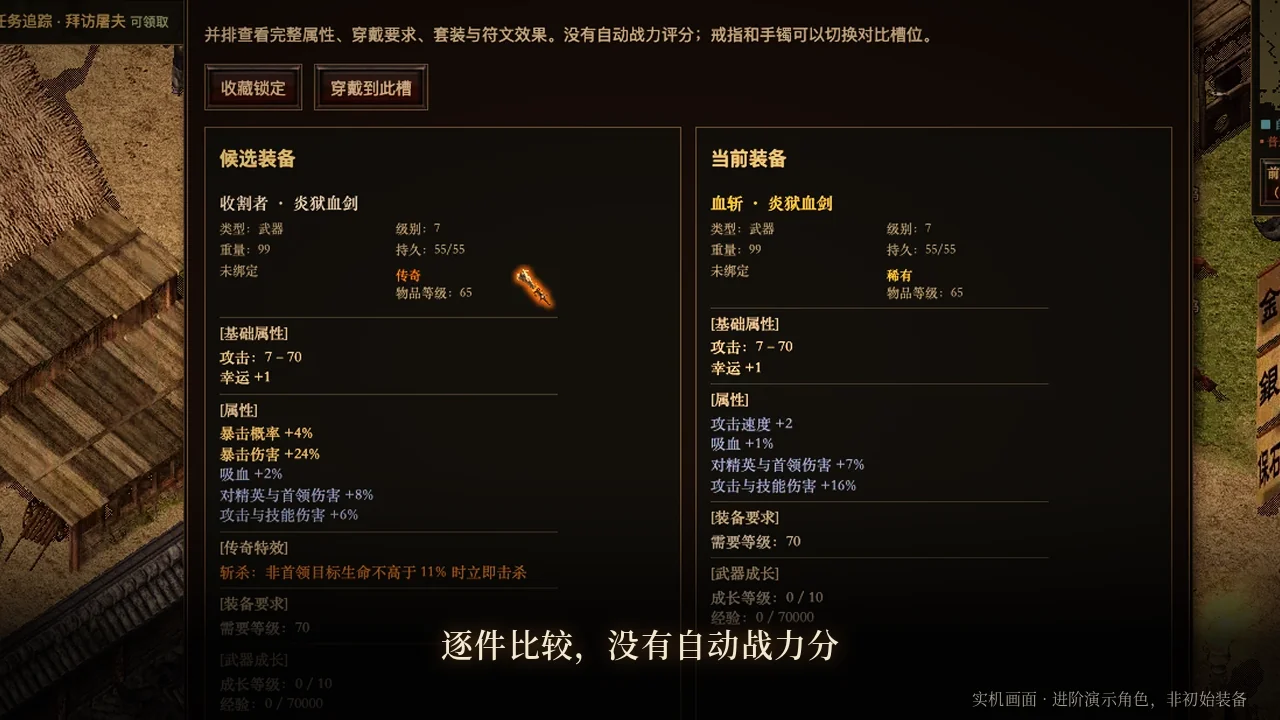 任务追踪 · 拜访屠夫 可领取
并排查看完整属性、穿戴要求、套装与符文效果。没有自动战力评分；戒指和手镯可以切换对比槽位。
收藏锁定
穿戴到此槽
候选装备
收割者 · 炎狱血剑
类型：武器 级别：7
重量：99 持久：55/55
未绑定 传奇
物品等级：65
[基础属性]
攻击：7 – 70
幸运 +1
[属性]
暴击概率 +4%
暴击伤害 +24%
吸血 +2%
对精英与首领伤害 +8%
攻击与技能伤害 +6%
[传奇特效]
斩杀：非首领目标生命不高于 11% 时立即击杀
[装备要求]
需要等级：70
[武器成长]
成长等级：0 / 10
经验：0 / 70000
当前装备
血斩 · 炎狱血剑
类型：武器 级别：7
重量：99 持久：55/55
未绑定 稀有
物品等级：65
[基础属性]
攻击：7 – 70
幸运 +1
[属性]
攻击速度 +2
吸血 +1%
对精英与首领伤害 +7%
攻击与技能伤害 +16%
[装备要求]
需要等级：70
[武器成长]
成长等级：0 / 10
经验：0 / 70000
前
金
銀
保石
逐件比较，没有自动战力分
实机画面 · 进阶演示角色，非初始装备